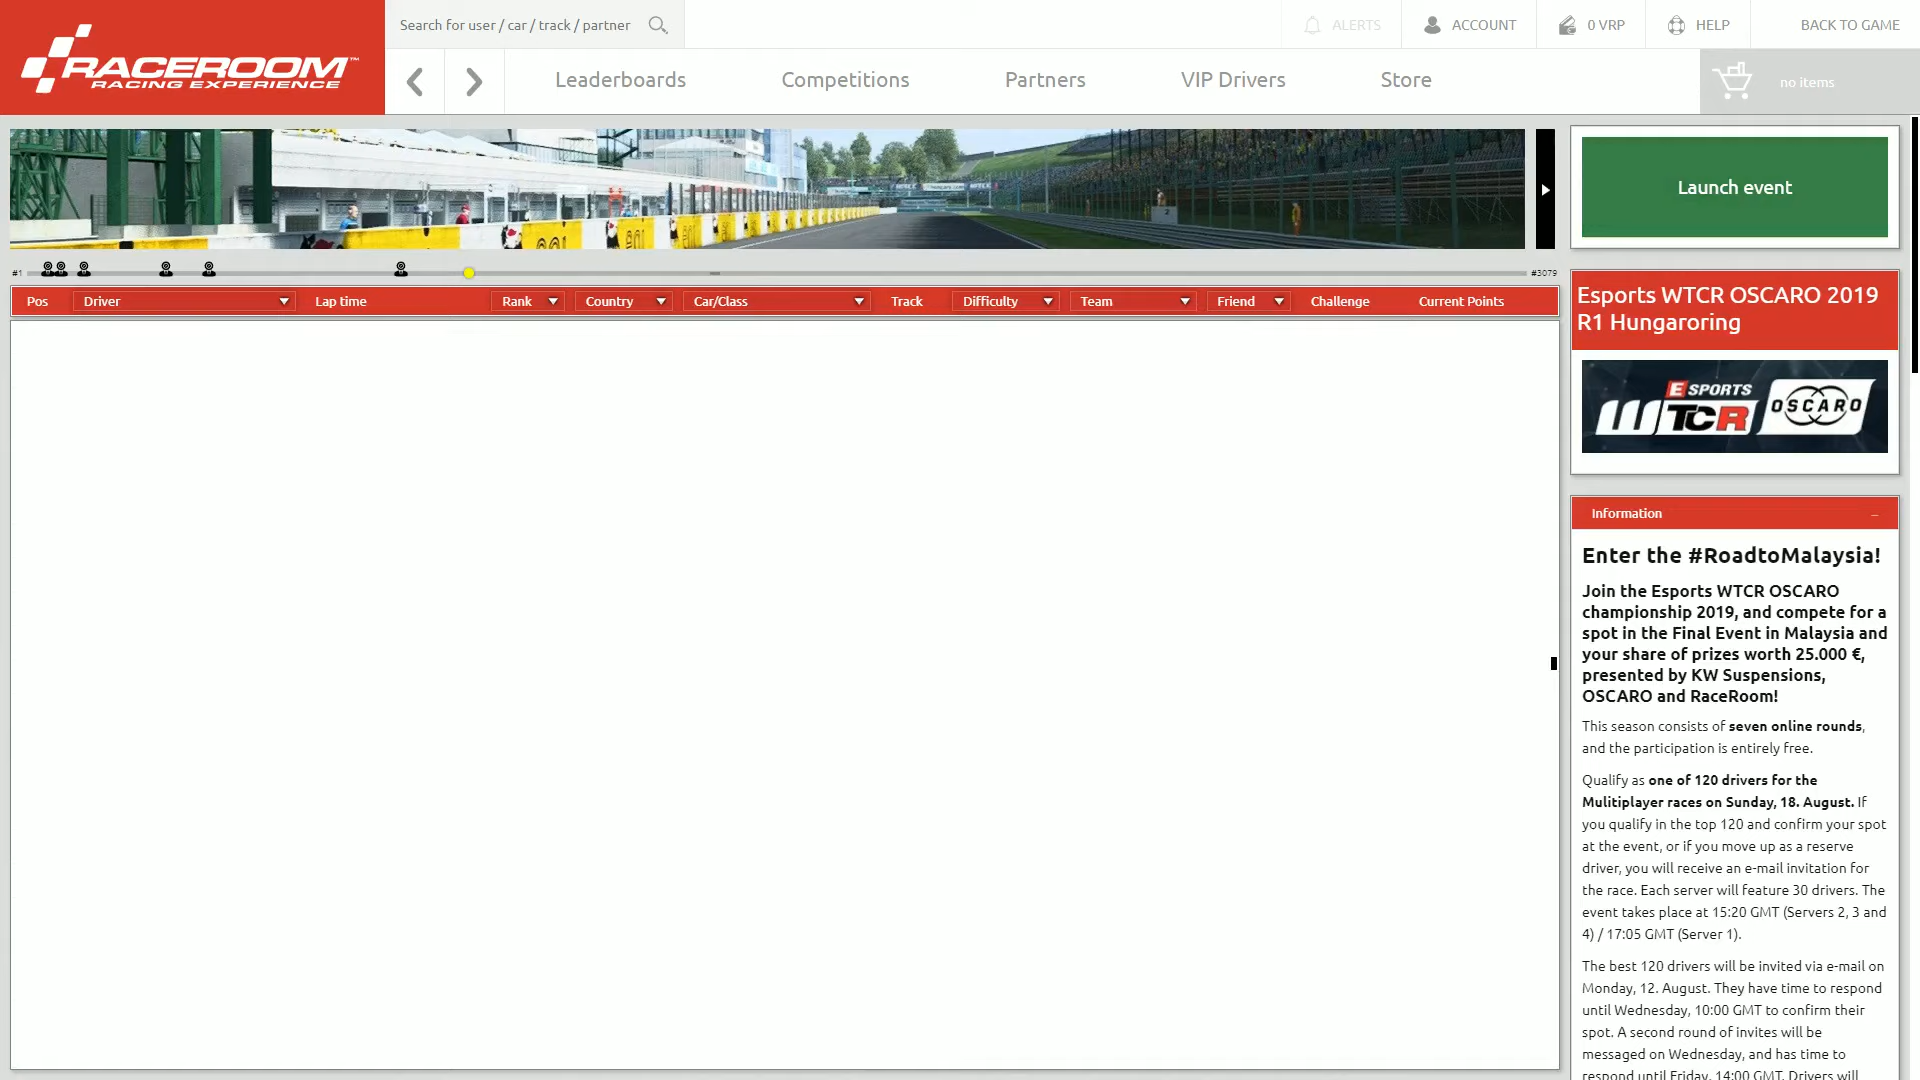 RACEROOM™
RACING EXPERIENCE
Search for user / car / track / partner
ALERTS
ACCOUNT
0 VRP
HELP
BACK TO GAME
Leaderboards
Competitions
Partners
VIP Drivers
Store
no items
Launch event
#1
#3079
Pos
Driver
Lap time
Rank
Country
Car/Class
Track
Difficulty
Team
Friend
Challenge
Current Points
Esports WTCR OSCARO 2019
R1 Hungaroring
ESPORTS
WTCR
OSCARO
Information
Enter the #RoadtoMalaysia!
Join the Esports WTCR OSCARO
championship 2019, and compete for a
spot in the Final Event in Malaysia and
your share of prizes worth 25.000 €,
presented by KW Suspensions,
OSCARO and RaceRoom!
This season consists of seven online rounds,
and the participation is entirely free.
Qualify as one of 120 drivers for the
Mulitiplayer races on Sunday, 18. August. If
you qualify in the top 120 and confirm your spot
at the event, or if you move up as a reserve
driver, you will receive an e-mail invitation for
the race. Each server will feature 30 drivers. The
event takes place at 15:20 GMT (Servers 2, 3 and
4) / 17:05 GMT (Server 1).
The best 120 drivers will be invited via e-mail on
Monday, 12. August. They have time to respond
until Wednesday, 10:00 GMT to confirm their
spot. A second round of invites will be
messaged on Wednesday, and has time to
respond until Friday, 14:00 GMT. Drivers will